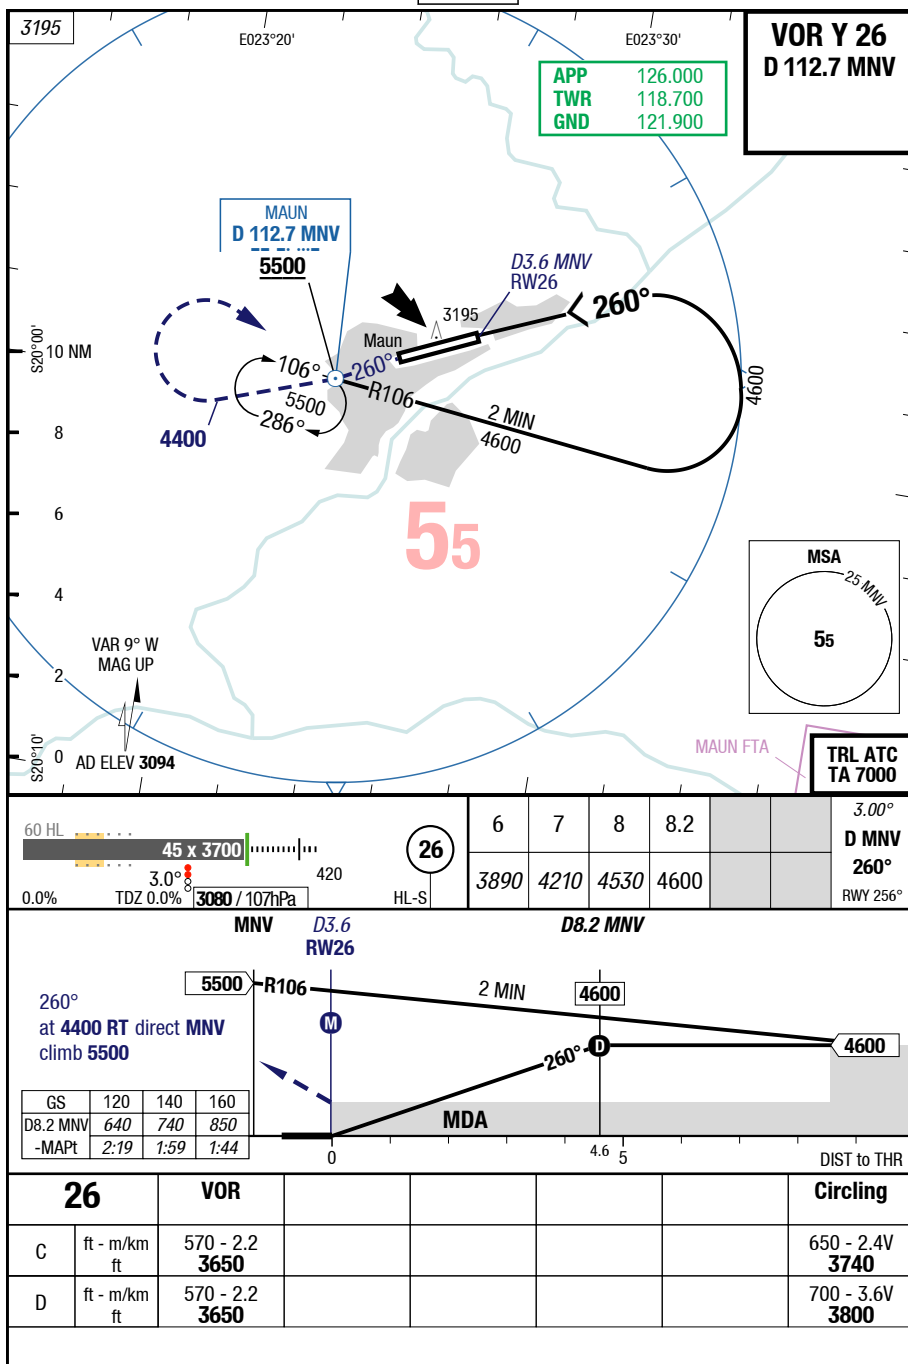 3195
E023°20'
E023°30'
VOR Y 26
D 112.7 MNV
APP 126.000
TWR 118.700
GND 121.900
MAUN
D 112.7 MNV
5500
D3.6 MNV
RW26
3195
Maun
260°
260°
106°
5500
286°
R106
2 MIN
4600
4600
4400
S20°00'
10 NM
8
6
4
2
0
S20°10'
55
MSA
25 MNV
55
VAR 9° W
MAG UP
AD ELEV 3094
MAUN FTA
TRL ATC
TA 7000
60 HL
45 x 3700
420
3.0°
0.0%
TDZ 0.0%
3080 / 107hPa
HL-S
26
6 7 8 8.2
3890 4210 4530 4600
3.00°
D MNV
260°
RWY 256°
MNV
D3.6
RW26
D8.2 MNV
5500
R106
2 MIN
4600
260°
at 4400 RT direct MNV
climb 5500
M
D
260°
4600
MDA
GS 120 140 160
D8.2 MNV 640 740 850
-MAPt 2:19 1:59 1:44
0
4.6
5
DIST to THR
26 VOR Circling
C ft - m/km 570 - 2.2 650 - 2.4V
ft 3650 3740
D ft - m/km 570 - 2.2 700 - 3.6V
ft 3650 3800